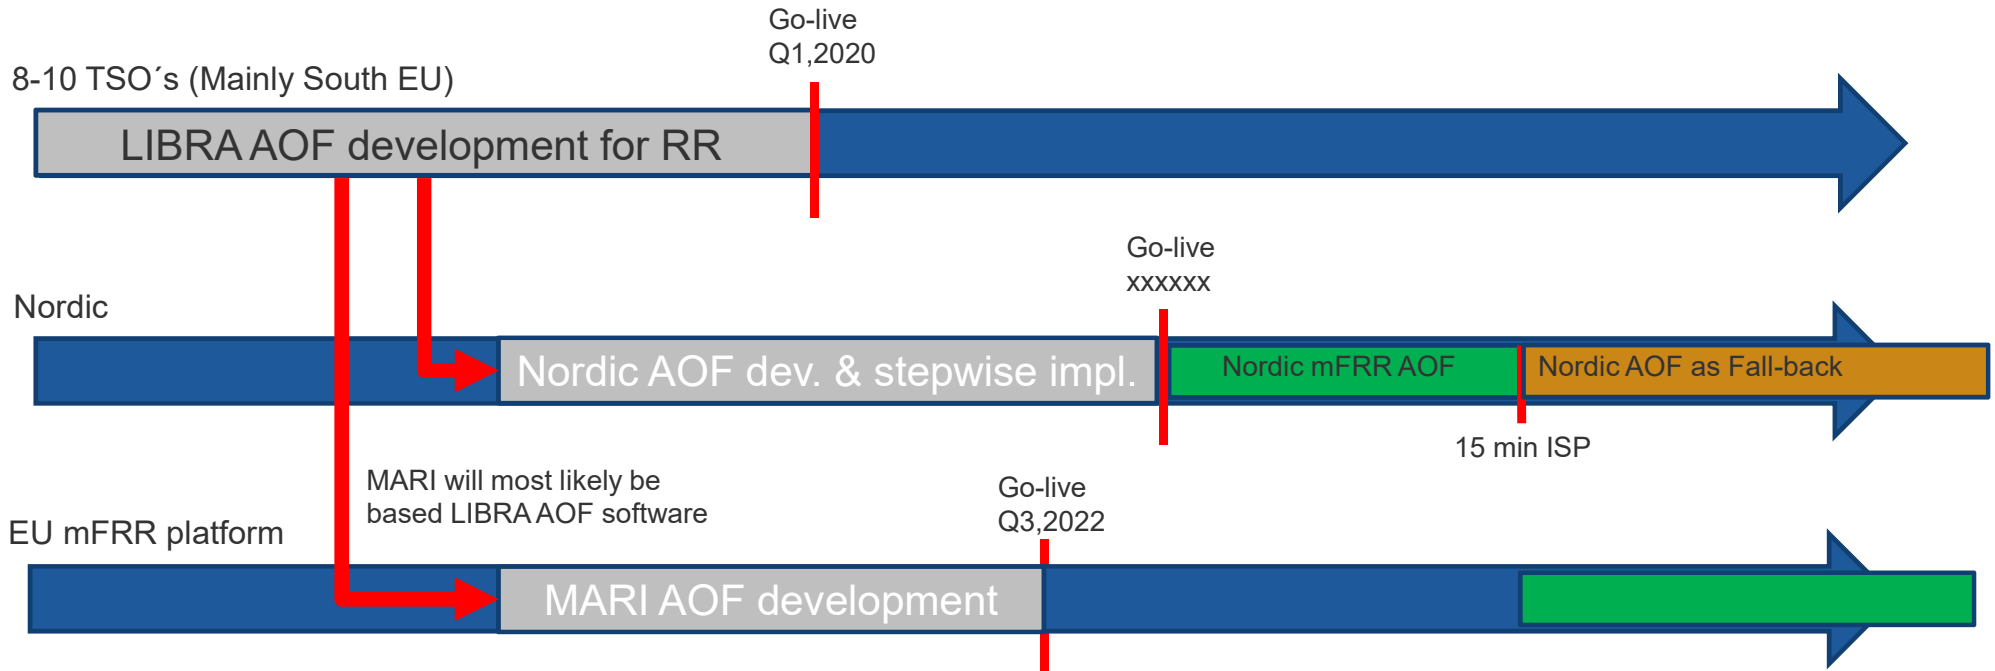 Go-live
Q1,2020
8-10 TSO´s (Mainly South EU)
LIBRA AOF development for RR
Go-live
xxxxxx
Nordic
Nordic AOF dev. & stepwise impl.
Nordic mFRR AOF
Nordic AOF as Fall-back
15 min ISP
MARI will most likely be
based LIBRA AOF software
Go-live
Q3,2022
EU mFRR platform
MARI AOF development